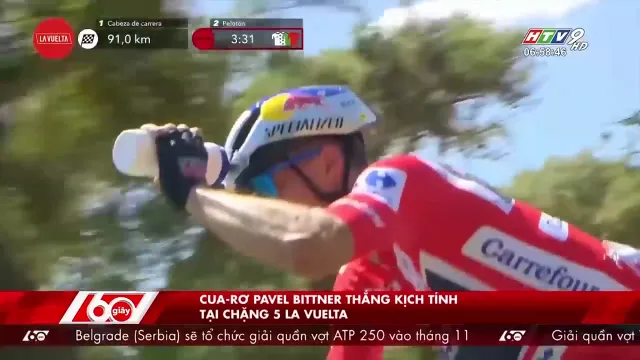 LA VUELTA
1 Cabeza de carrera
91,0 km
2 Pelotón
3:31
HTV9 HD
06:58:46
SPECIALIZED
Carrefour
60 giây
CUA-RƠ PAVEL BITTNER THẮNG KỊCH TÍNH
TẠI CHẶNG 5 LA VUELTA
60 Belgrade (Serbia) sẽ tổ chức giải quần vợt ATP 250 vào tháng 11 60 Giải quần vợt